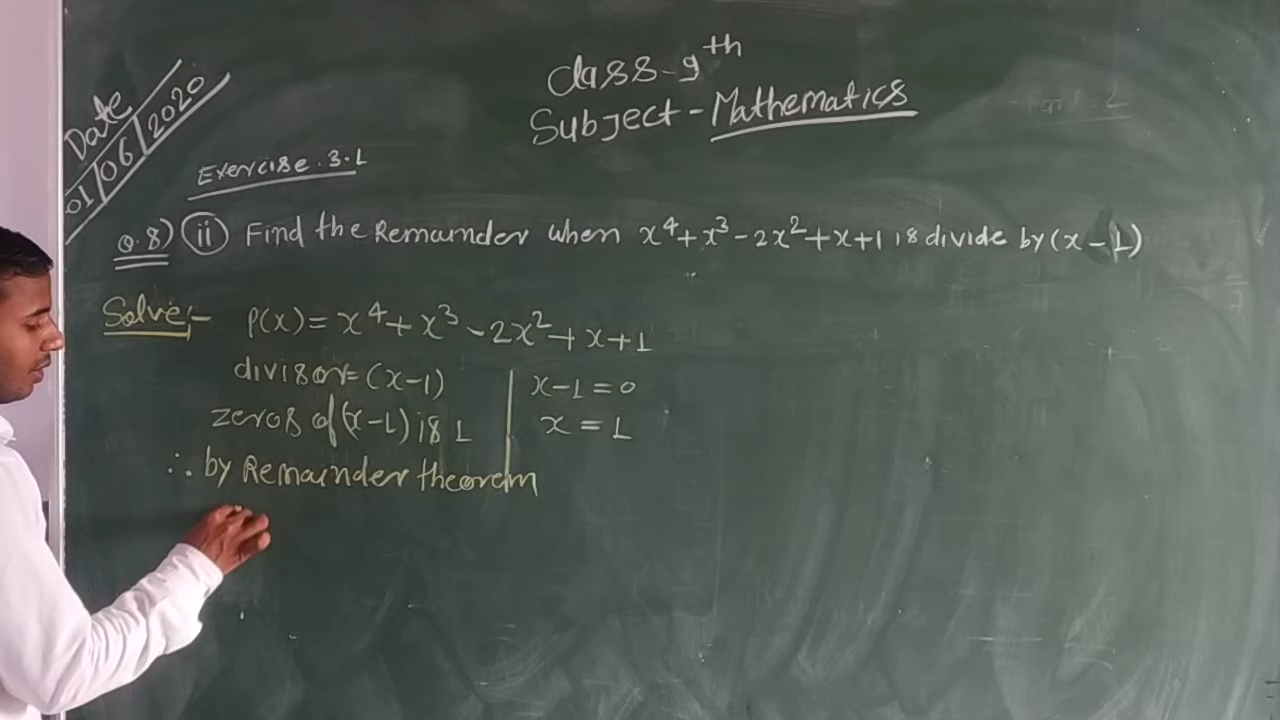 Date
01/06/2020
Class-9th
Subject-Mathematics
Exercise.3.1
Q.8) (ii) Find the Remainder when x⁴+x³-2x²+x+1 is divide by (x-1)
Solve:- P(x)=x⁴+x³-2x²+x+1
divisor=(x-1)
x-1=0
zeros of (x-1) is 1
x=1
∴ by Remainder theorem